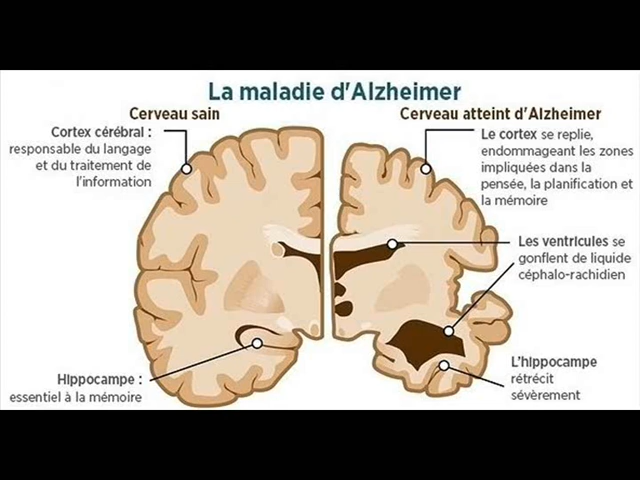 La maladie d'Alzheimer
Cerveau sain
Cortex cérébral :
responsable du langage
et du traitement de
l'information
Hippocampe :
essentiel à la mémoire
Cerveau atteint d'Alzheimer
Le cortex se replie,
endommageant les zones
impliquées dans la
pensée, la planification et
la mémoire
Les ventricules se
gonflent de liquide
céphalo-rachidien
L'hippocampe
rétrécit
sévèrement